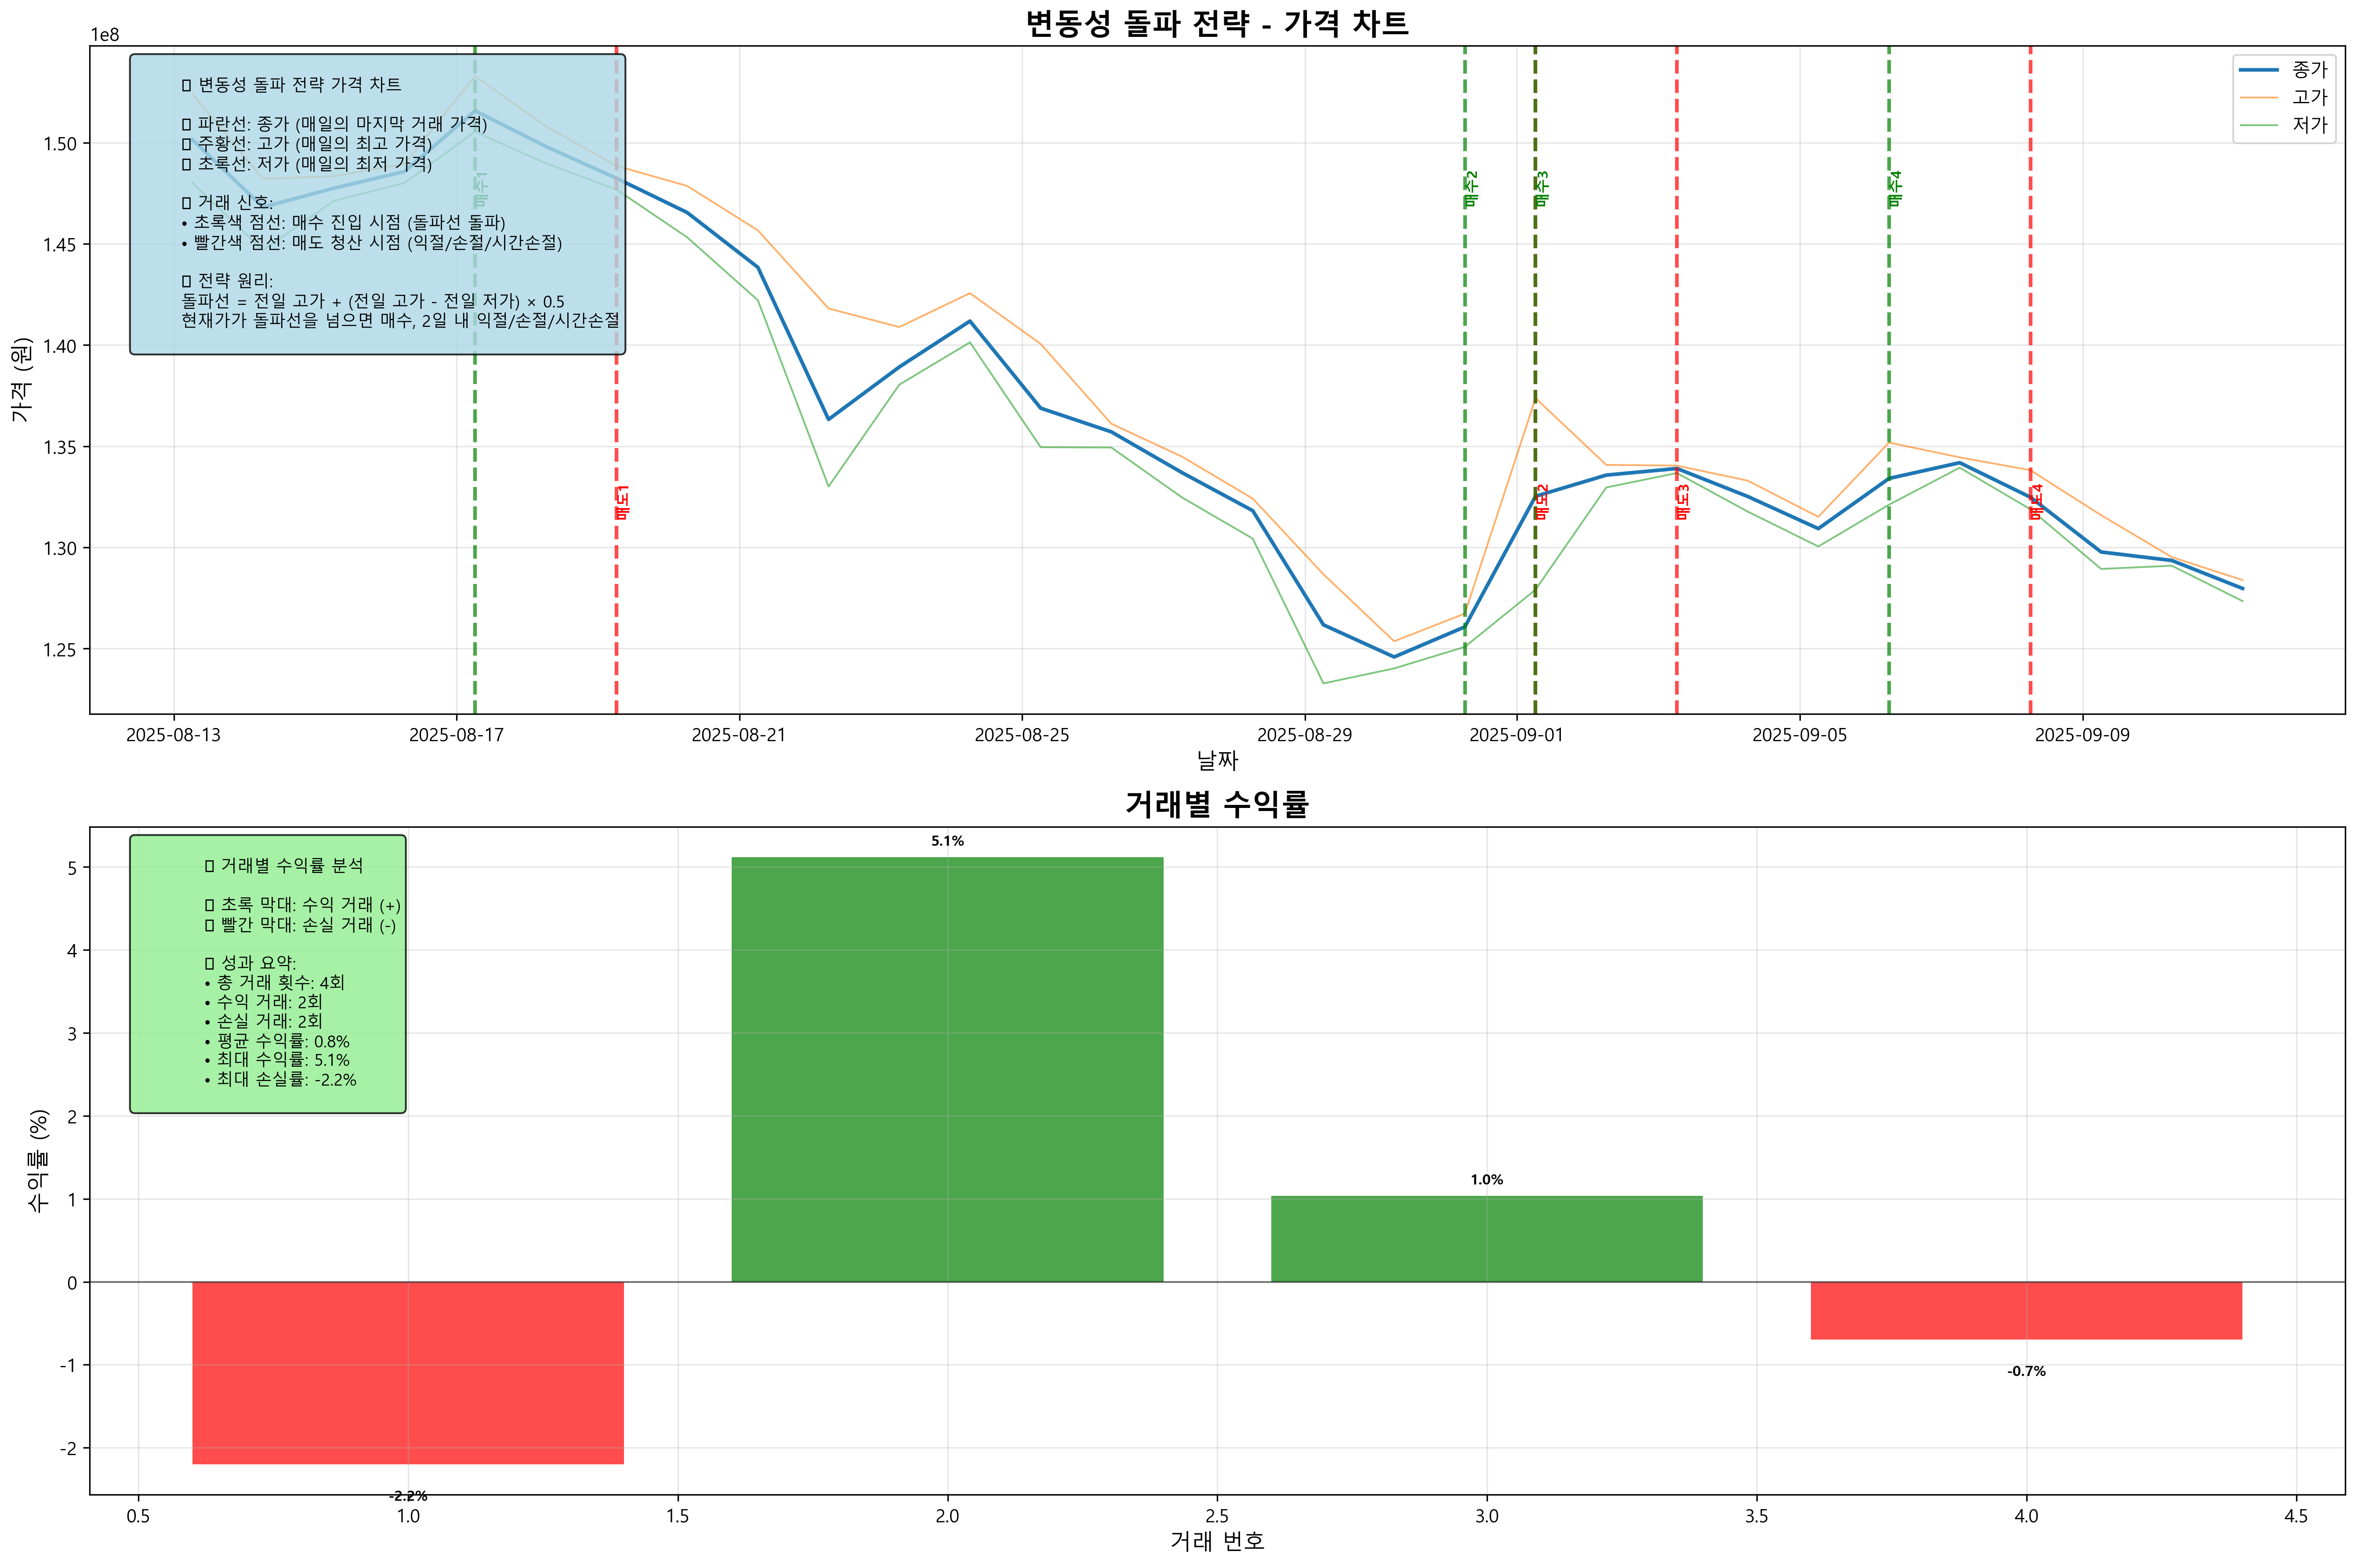 변동성 돌파 전략 - 가격 차트
1e8
▯ 변동성 돌파 전략 가격 차트
▯ 파란선: 종가 (매일의 마지막 거래 가격)
▯ 주황선: 고가 (매일의 최고 가격)
▯ 초록선: 저가 (매일의 최저 가격)
▯ 거래 신호:
• 초록색 점선: 매수 진입 시점 (돌파선 돌파)
• 빨간색 점선: 매도 청산 시점 (익절/손절/시간손절)
▯ 전략 원리:
돌파선 = 전일 고가 + (전일 고가 - 전일 저가) × 0.5
현재가가 돌파선을 넘으면 매수, 2일 내 익절/손절/시간손절
종가
고가
저가
매수1
매수2
매수3
매수4
매도1
매도2
매도3
매도4
1.50
1.45
1.40
1.35
1.30
1.25
가격 (원)
2025-08-13
2025-08-17
2025-08-21
2025-08-25
2025-08-29
2025-09-01
2025-09-05
2025-09-09
날짜
거래별 수익률
▯ 거래별 수익률 분석
▯ 초록 막대: 수익 거래 (+)
▯ 빨간 막대: 손실 거래 (-)
▯ 성과 요약:
• 총 거래 횟수: 4회
• 수익 거래: 2회
• 손실 거래: 2회
• 평균 수익률: 0.8%
• 최대 수익률: 5.1%
• 최대 손실률: -2.2%
5.1%
1.0%
-0.7%
-2.2%
5
4
3
2
1
0
-1
-2
수익률 (%)
0.5
1.0
1.5
2.0
2.5
3.0
3.5
4.0
4.5
거래 번호